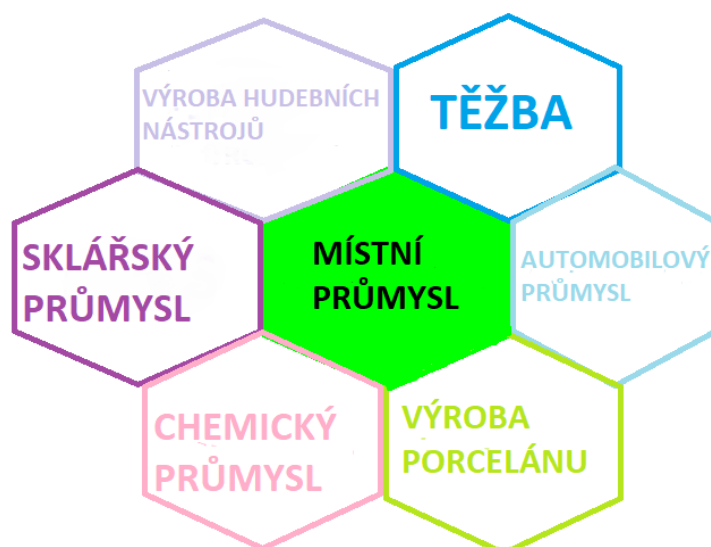 VÝROBA HUDEBNÍCH
NÁSTROJŮ
TĚŽBA
SKLÁŘSKÝ
PRŮMYSL
MÍSTNÍ
PRŮMYSL
AUTOMOBILOVÝ
PRŮMYSL
CHEMICKÝ
PRŮMYSL
VÝROBA
PORCELÁNU